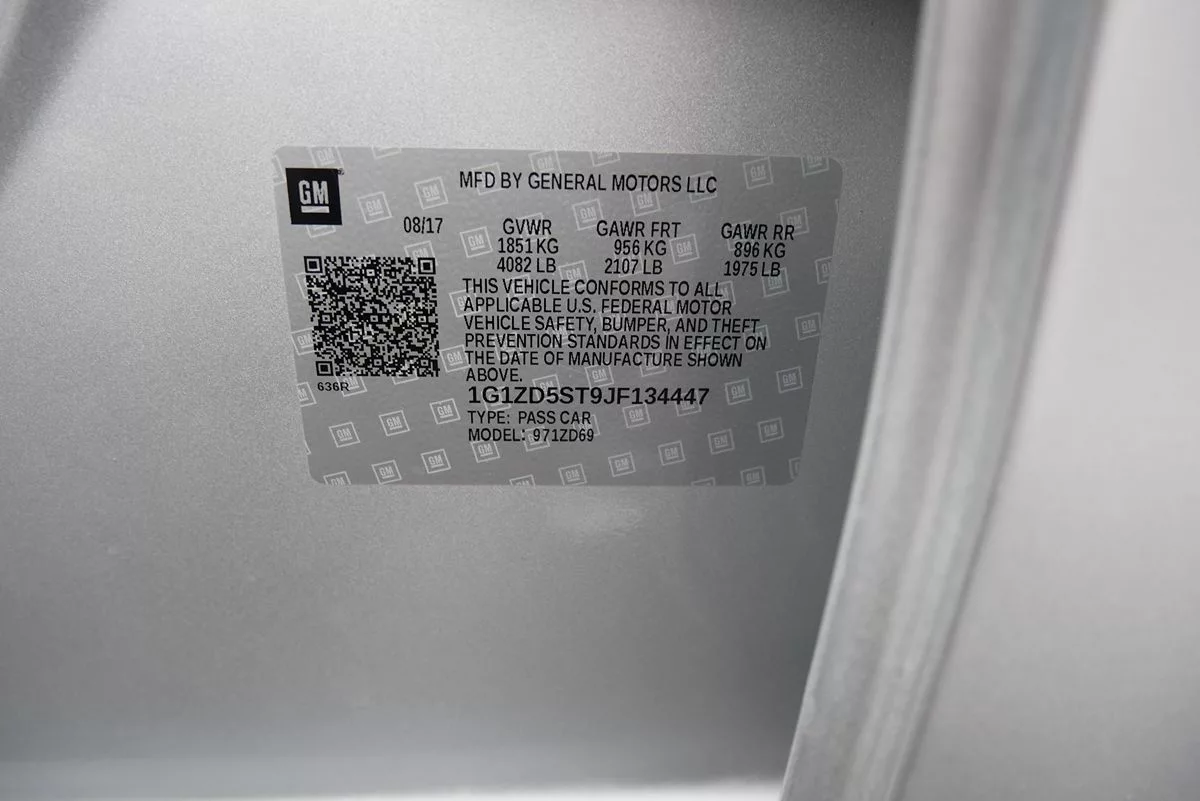 GM
MFD BY GENERAL MOTORS LLC
08/17 GVWR GAWR FRT GAWR RR
1851 KG 956 KG 896 KG
4082 LB 2107 LB 1975 LB
THIS VEHICLE CONFORMS TO ALL
APPLICABLE U.S. FEDERAL MOTOR
VEHICLE SAFETY, BUMPER, AND THEFT
PREVENTION STANDARDS IN EFFECT ON
THE DATE OF MANUFACTURE SHOWN
ABOVE.
636R
1G1ZD5ST9JF134447
TYPE: PASS CAR
MODEL: 971ZD69